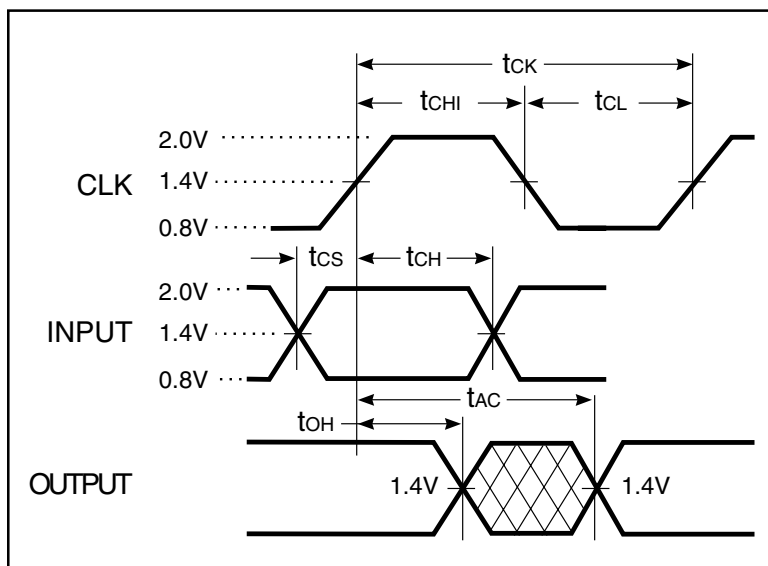 tCK
tCHI tCL
2.0V
CLK 1.4V
0.8V
tCS tCH
2.0V
INPUT 1.4V
0.8V
tAC
tOH
OUTPUT 1.4V 1.4V